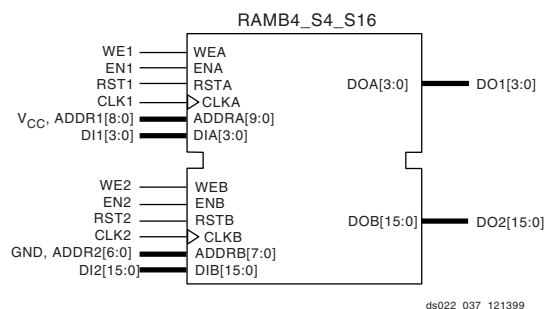 RAMB4_S4_S16
WE1 WEA
EN1 ENA
RST1 RSTA DOA[3:0] DO1[3:0]
CLK1 CLKA
VCC, ADDR1[8:0] ADDRA[9:0]
DI1[3:0] DIA[3:0]
WE2 WEB
EN2 ENB
RST2 RSTB DOB[15:0] DO2[15:0]
CLK2 CLKB
GND, ADDR2[6:0] ADDRB[7:0]
DI2[15:0] DIB[15:0]
ds022_037_121399